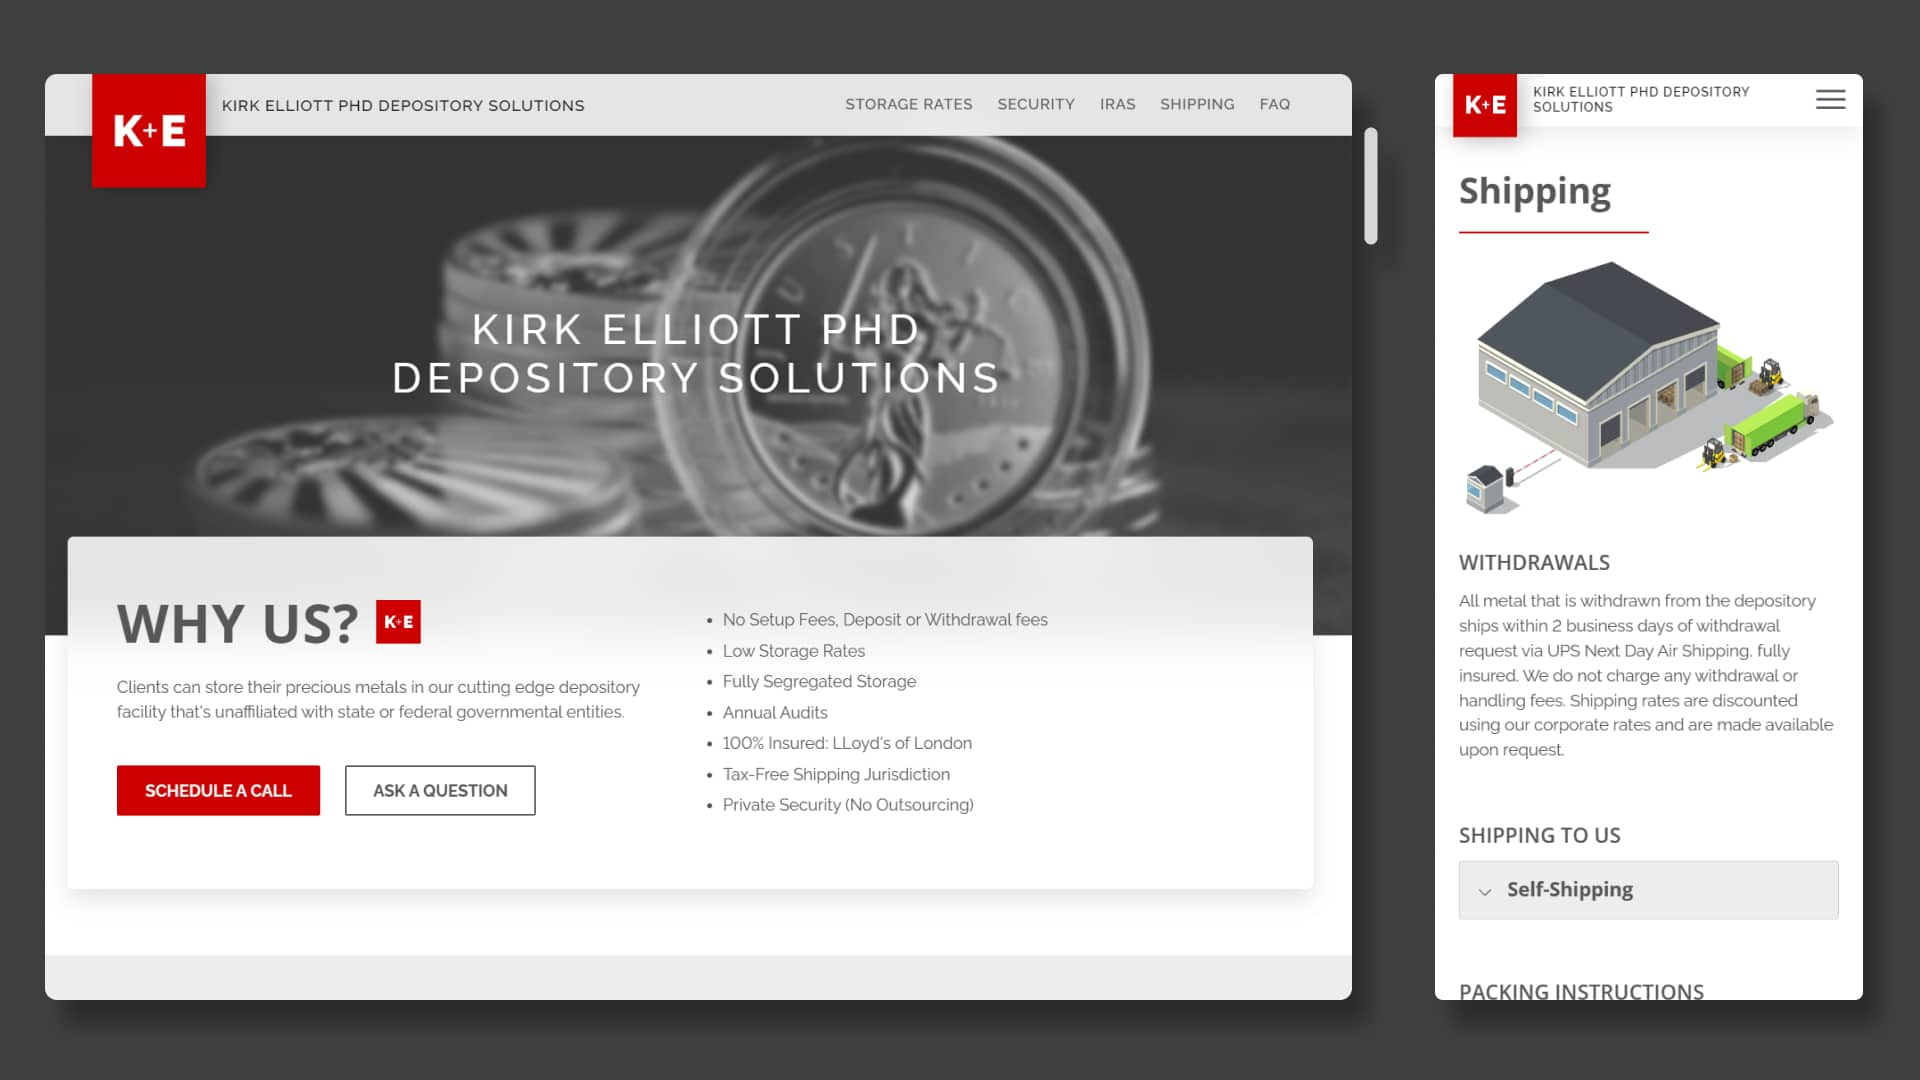 K+E
KIRK ELLIOTT PHD DEPOSITORY SOLUTIONS
STORAGE RATES
SECURITY
IRAS
SHIPPING
FAQ
KIRK ELLIOTT PHD
DEPOSITORY SOLUTIONS
WHY US?
K+E
Clients can store their precious metals in our cutting edge depository
facility that's unaffiliated with state or federal governmental entities.
SCHEDULE A CALL
ASK A QUESTION
• No Setup Fees, Deposit or Withdrawal fees
• Low Storage Rates
• Fully Segregated Storage
• Annual Audits
• 100% Insured: LLoyd's of London
• Tax-Free Shipping Jurisdiction
• Private Security (No Outsourcing)
K+E
KIRK ELLIOTT PHD DEPOSITORY
SOLUTIONS
Shipping
WITHDRAWALS
All metal that is withdrawn from the depository
ships within 2 business days of withdrawal
request via UPS Next Day Air Shipping, fully
insured. We do not charge any withdrawal or
handling fees. Shipping rates are discounted
using our corporate rates and are made available
upon request.
SHIPPING TO US
Self-Shipping
PACKING INSTRUCTIONS